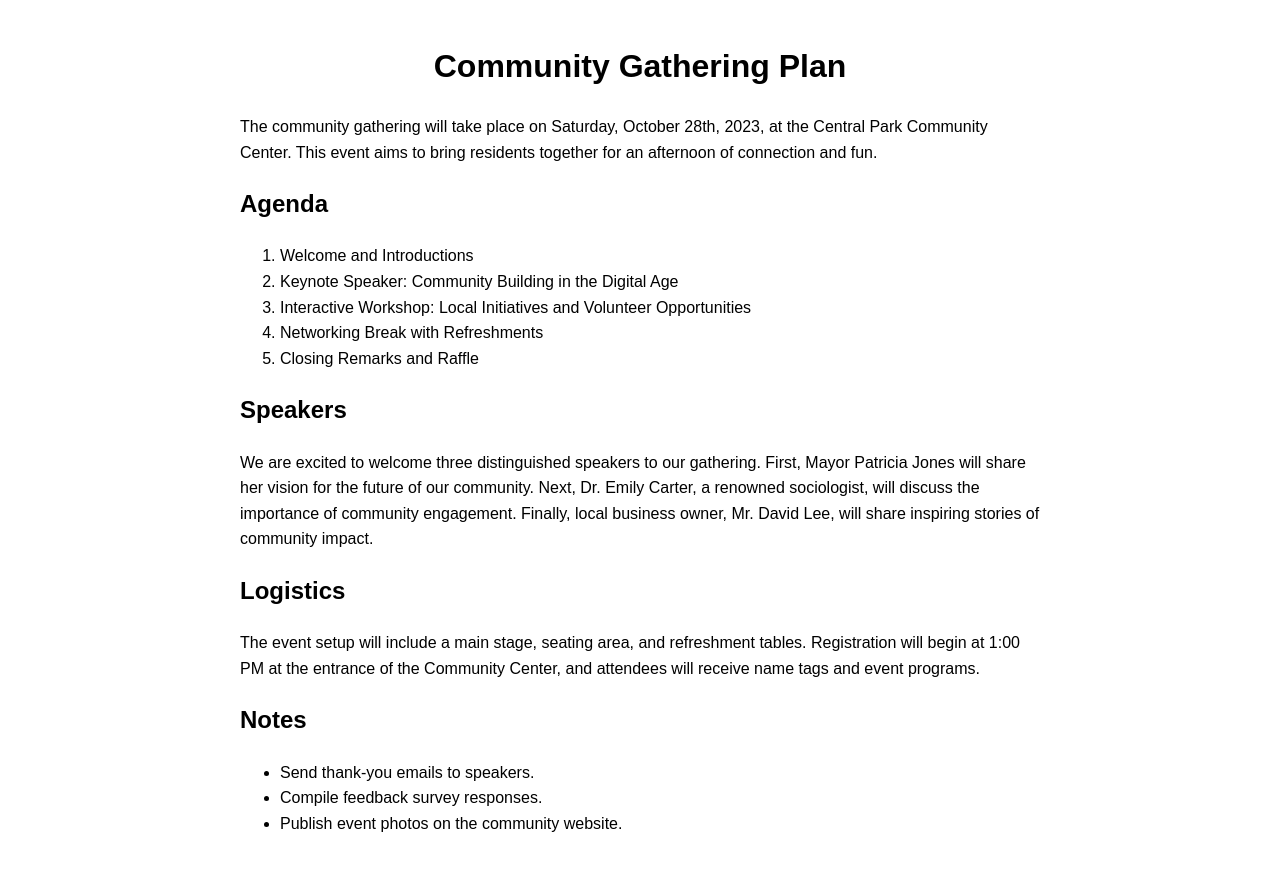 Community Gathering Plan
The community gathering will take place on Saturday, October 28th, 2023, at the Central Park Community
Center. This event aims to bring residents together for an afternoon of connection and fun.
Agenda
1. Welcome and Introductions
2. Keynote Speaker: Community Building in the Digital Age
3. Interactive Workshop: Local Initiatives and Volunteer Opportunities
4. Networking Break with Refreshments
5. Closing Remarks and Raffle
Speakers
We are excited to welcome three distinguished speakers to our gathering. First, Mayor Patricia Jones will share
her vision for the future of our community. Next, Dr. Emily Carter, a renowned sociologist, will discuss the
importance of community engagement. Finally, local business owner, Mr. David Lee, will share inspiring stories of
community impact.
Logistics
The event setup will include a main stage, seating area, and refreshment tables. Registration will begin at 1:00
PM at the entrance of the Community Center, and attendees will receive name tags and event programs.
Notes
• Send thank-you emails to speakers.
• Compile feedback survey responses.
• Publish event photos on the community website.